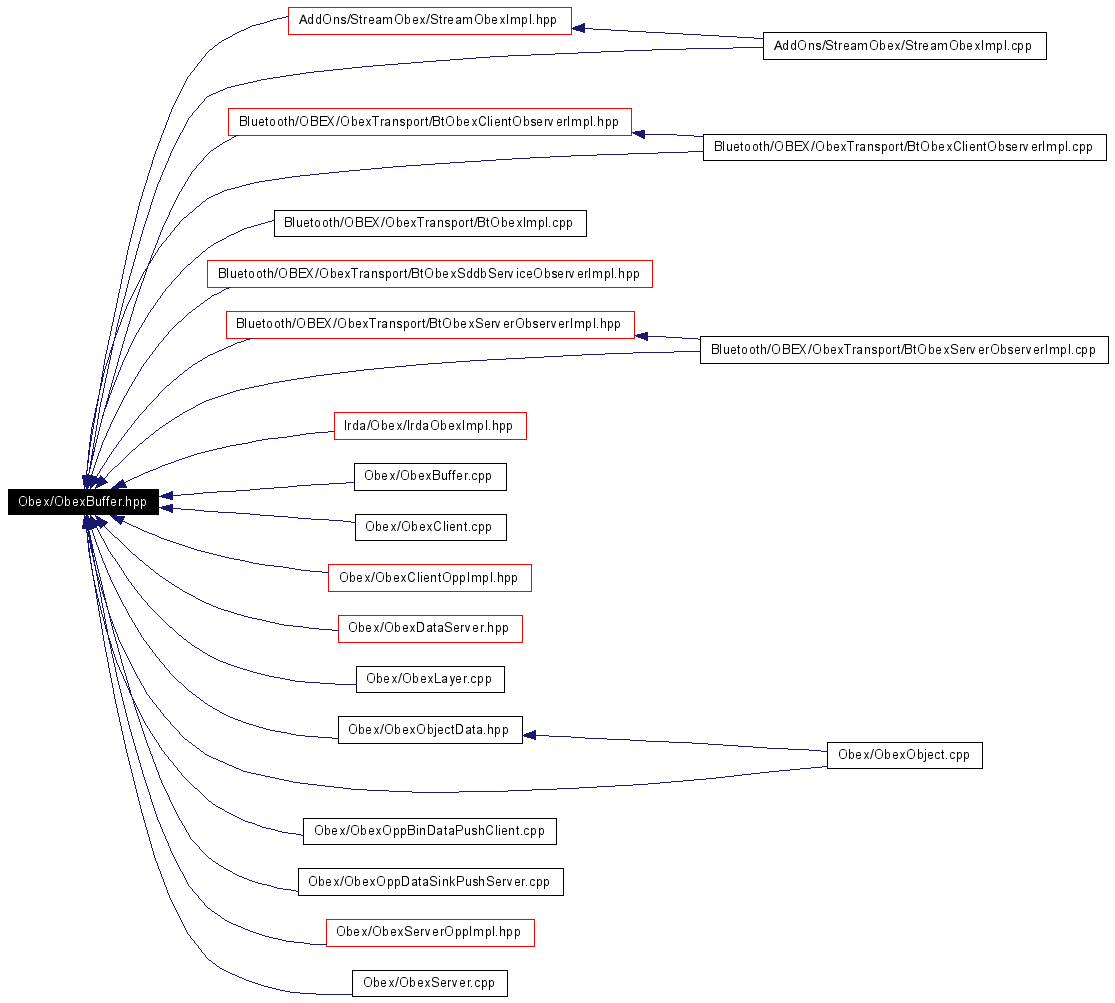 AddOns/StreamObex/StreamObexImpl.hpp
AddOns/StreamObex/StreamObexImpl.cpp
Bluetooth/OBEX/ObexTransport/BtObexClientObserverImpl.hpp
Bluetooth/OBEX/ObexTransport/BtObexClientObserverImpl.cpp
Bluetooth/OBEX/ObexTransport/BtObexImpl.cpp
Bluetooth/OBEX/ObexTransport/BtObexSddbServiceObserverImpl.hpp
Bluetooth/OBEX/ObexTransport/BtObexServerObserverImpl.hpp
Bluetooth/OBEX/ObexTransport/BtObexServerObserverImpl.cpp
Irda/Obex/IrdaObexImpl.hpp
Obex/ObexBuffer.cpp
Obex/ObexBuffer.hpp
Obex/ObexClient.cpp
Obex/ObexClientOppImpl.hpp
Obex/ObexDataServer.hpp
Obex/ObexLayer.cpp
Obex/ObexObjectData.hpp
Obex/ObexObject.cpp
Obex/ObexOppBinDataPushClient.cpp
Obex/ObexOppDataSinkPushServer.cpp
Obex/ObexServerOppImpl.hpp
Obex/ObexServer.cpp